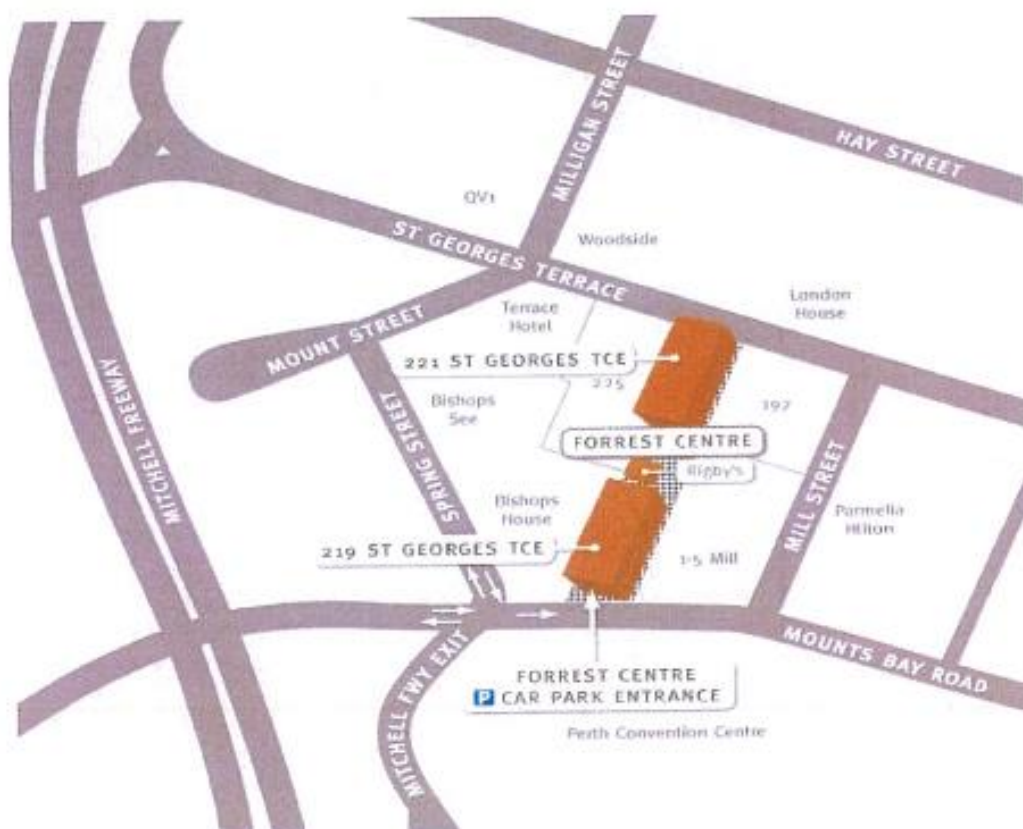 MILLIGAN STREET
HAY STREET
QV1
ST GEORGES TERRACE
Woodside
MOUNT STREET
Terrace
Hotel
London
House
221 ST GEORGES TCE
225
MITCHELL FREEWAY
SPRING STREET
Bishops
See
197
FORREST CENTRE
Rigby's
MILL STREET
Bishops
House
Parmelia
Hilton
219 ST GEORGES TCE
1-5 Mill
MITCHELL FWY EXIT
MOUNTS BAY ROAD
FORREST CENTRE
P CAR PARK ENTRANCE
Perth Convention Centre